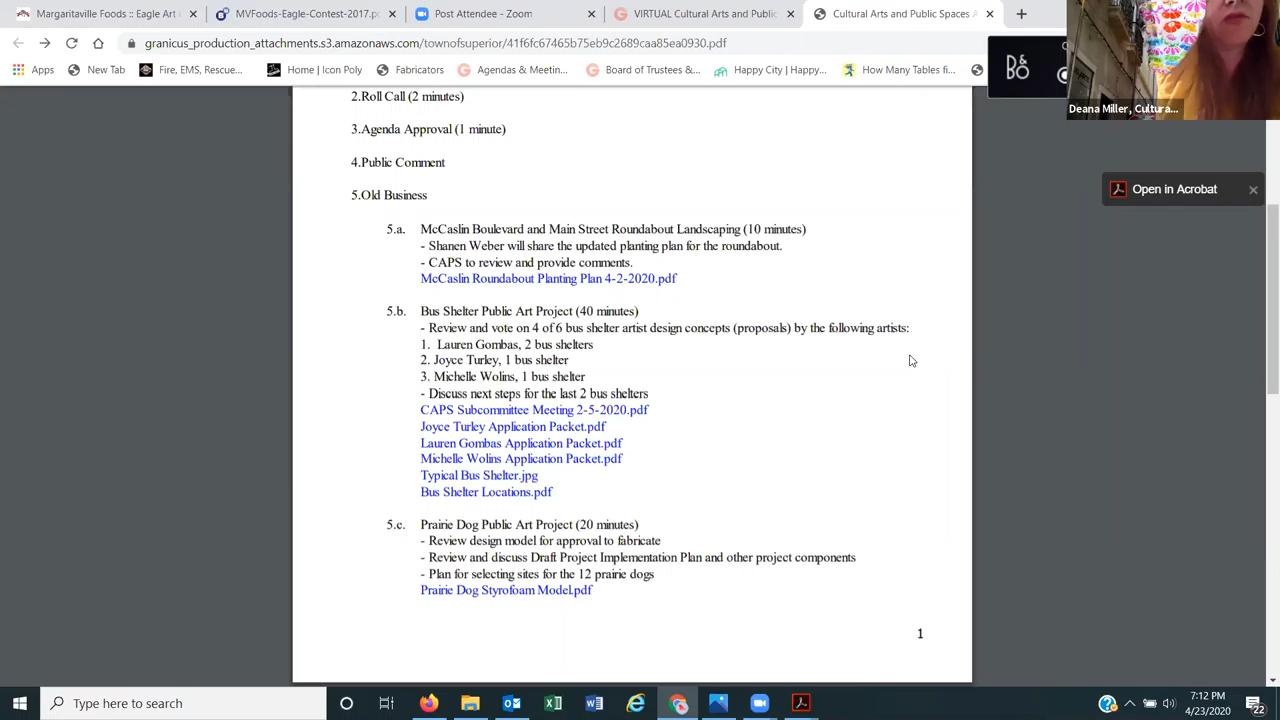 Margaritaville Foods :: Eagle Art
MVFoods-Eagle-Contest-2017.p
Post Attendee - Zoom
VIRTUAL Cultural Arts and Public
Cultural Arts and Public Spaces
granicus_production_attachments.s3.amazonaws.com/townofsuperior/41f6fc67465b75eb9c2689caa85ea0930.pdf
Apps
New Tab
Fire, EMS, Rescue...
Home | Icon Poly
Fabricators
Agendas & Meetin...
Board of Trustees &...
Happy City | Happy...
How Many Tables fi...
B&O
Deana Miller, Cultura...
Open in Acrobat
2.Roll Call (2 minutes)
3.Agenda Approval (1 minute)
4.Public Comment
5.Old Business
5.a. McCaslin Boulevard and Main Street Roundabout Landscaping (10 minutes)
- Shanen Weber will share the updated planting plan for the roundabout.
- CAPS to review and provide comments.
McCaslin Roundabout Planting Plan 4-2-2020.pdf
5.b. Bus Shelter Public Art Project (40 minutes)
- Review and vote on 4 of 6 bus shelter artist design concepts (proposals) by the following artists:
1. Lauren Gombas, 2 bus shelters
2. Joyce Turley, 1 bus shelter
3. Michelle Wolins, 1 bus shelter
- Discuss next steps for the last 2 bus shelters
CAPS Subcommittee Meeting 2-5-2020.pdf
Joyce Turley Application Packet.pdf
Lauren Gombas Application Packet.pdf
Michelle Wolins Application Packet.pdf
Typical Bus Shelter.jpg
Bus Shelter Locations.pdf
5.c. Prairie Dog Public Art Project (20 minutes)
- Review design model for approval to fabricate
- Review and discuss Draft Project Implementation Plan and other project components
- Plan for selecting sites for the 12 prairie dogs
Prairie Dog Styrofoam Model.pdf
1
Type here to search
7:12 PM
4/23/2020
22